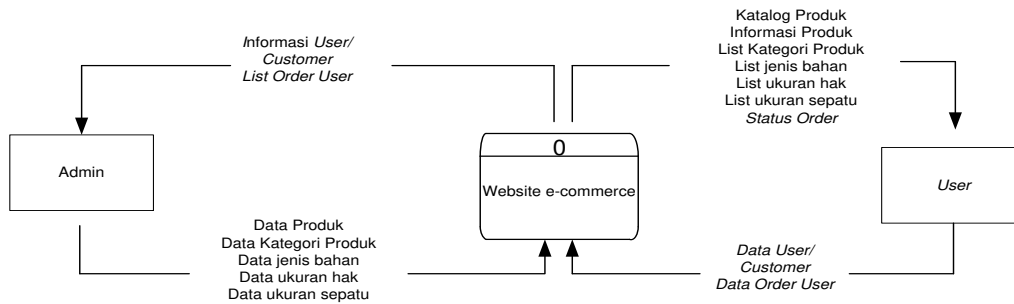 Informasi User/
Customer
List Order User
Katalog Produk
Informasi Produk
List Kategori Produk
List jenis bahan
List ukuran hak
List ukuran sepatu
Status Order
Admin
0
Website e-commerce
User
Data Produk
Data Kategori Produk
Data jenis bahan
Data ukuran hak
Data ukuran sepatu
Data User/
Customer
Data Order User